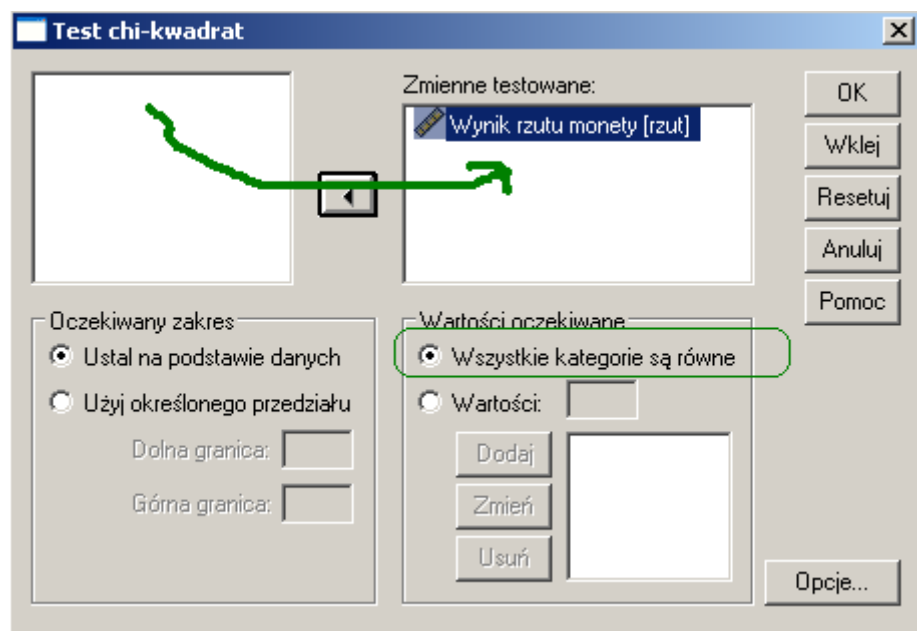 Test chi-kwadrat
Zmienne testowane:
Wynik rzutu monety [rzut]
OK
Wklej
Resetuj
Anuluj
Pomoc
Oczekiwany zakres
Ustal na podstawie danych
Użyj określonego przedziału
Dolna granica:
Górna granica:
Wartości oczekiwane
Wszystkie kategorie są równe
Wartości:
Dodaj
Zmień
Usuń
Opcje...